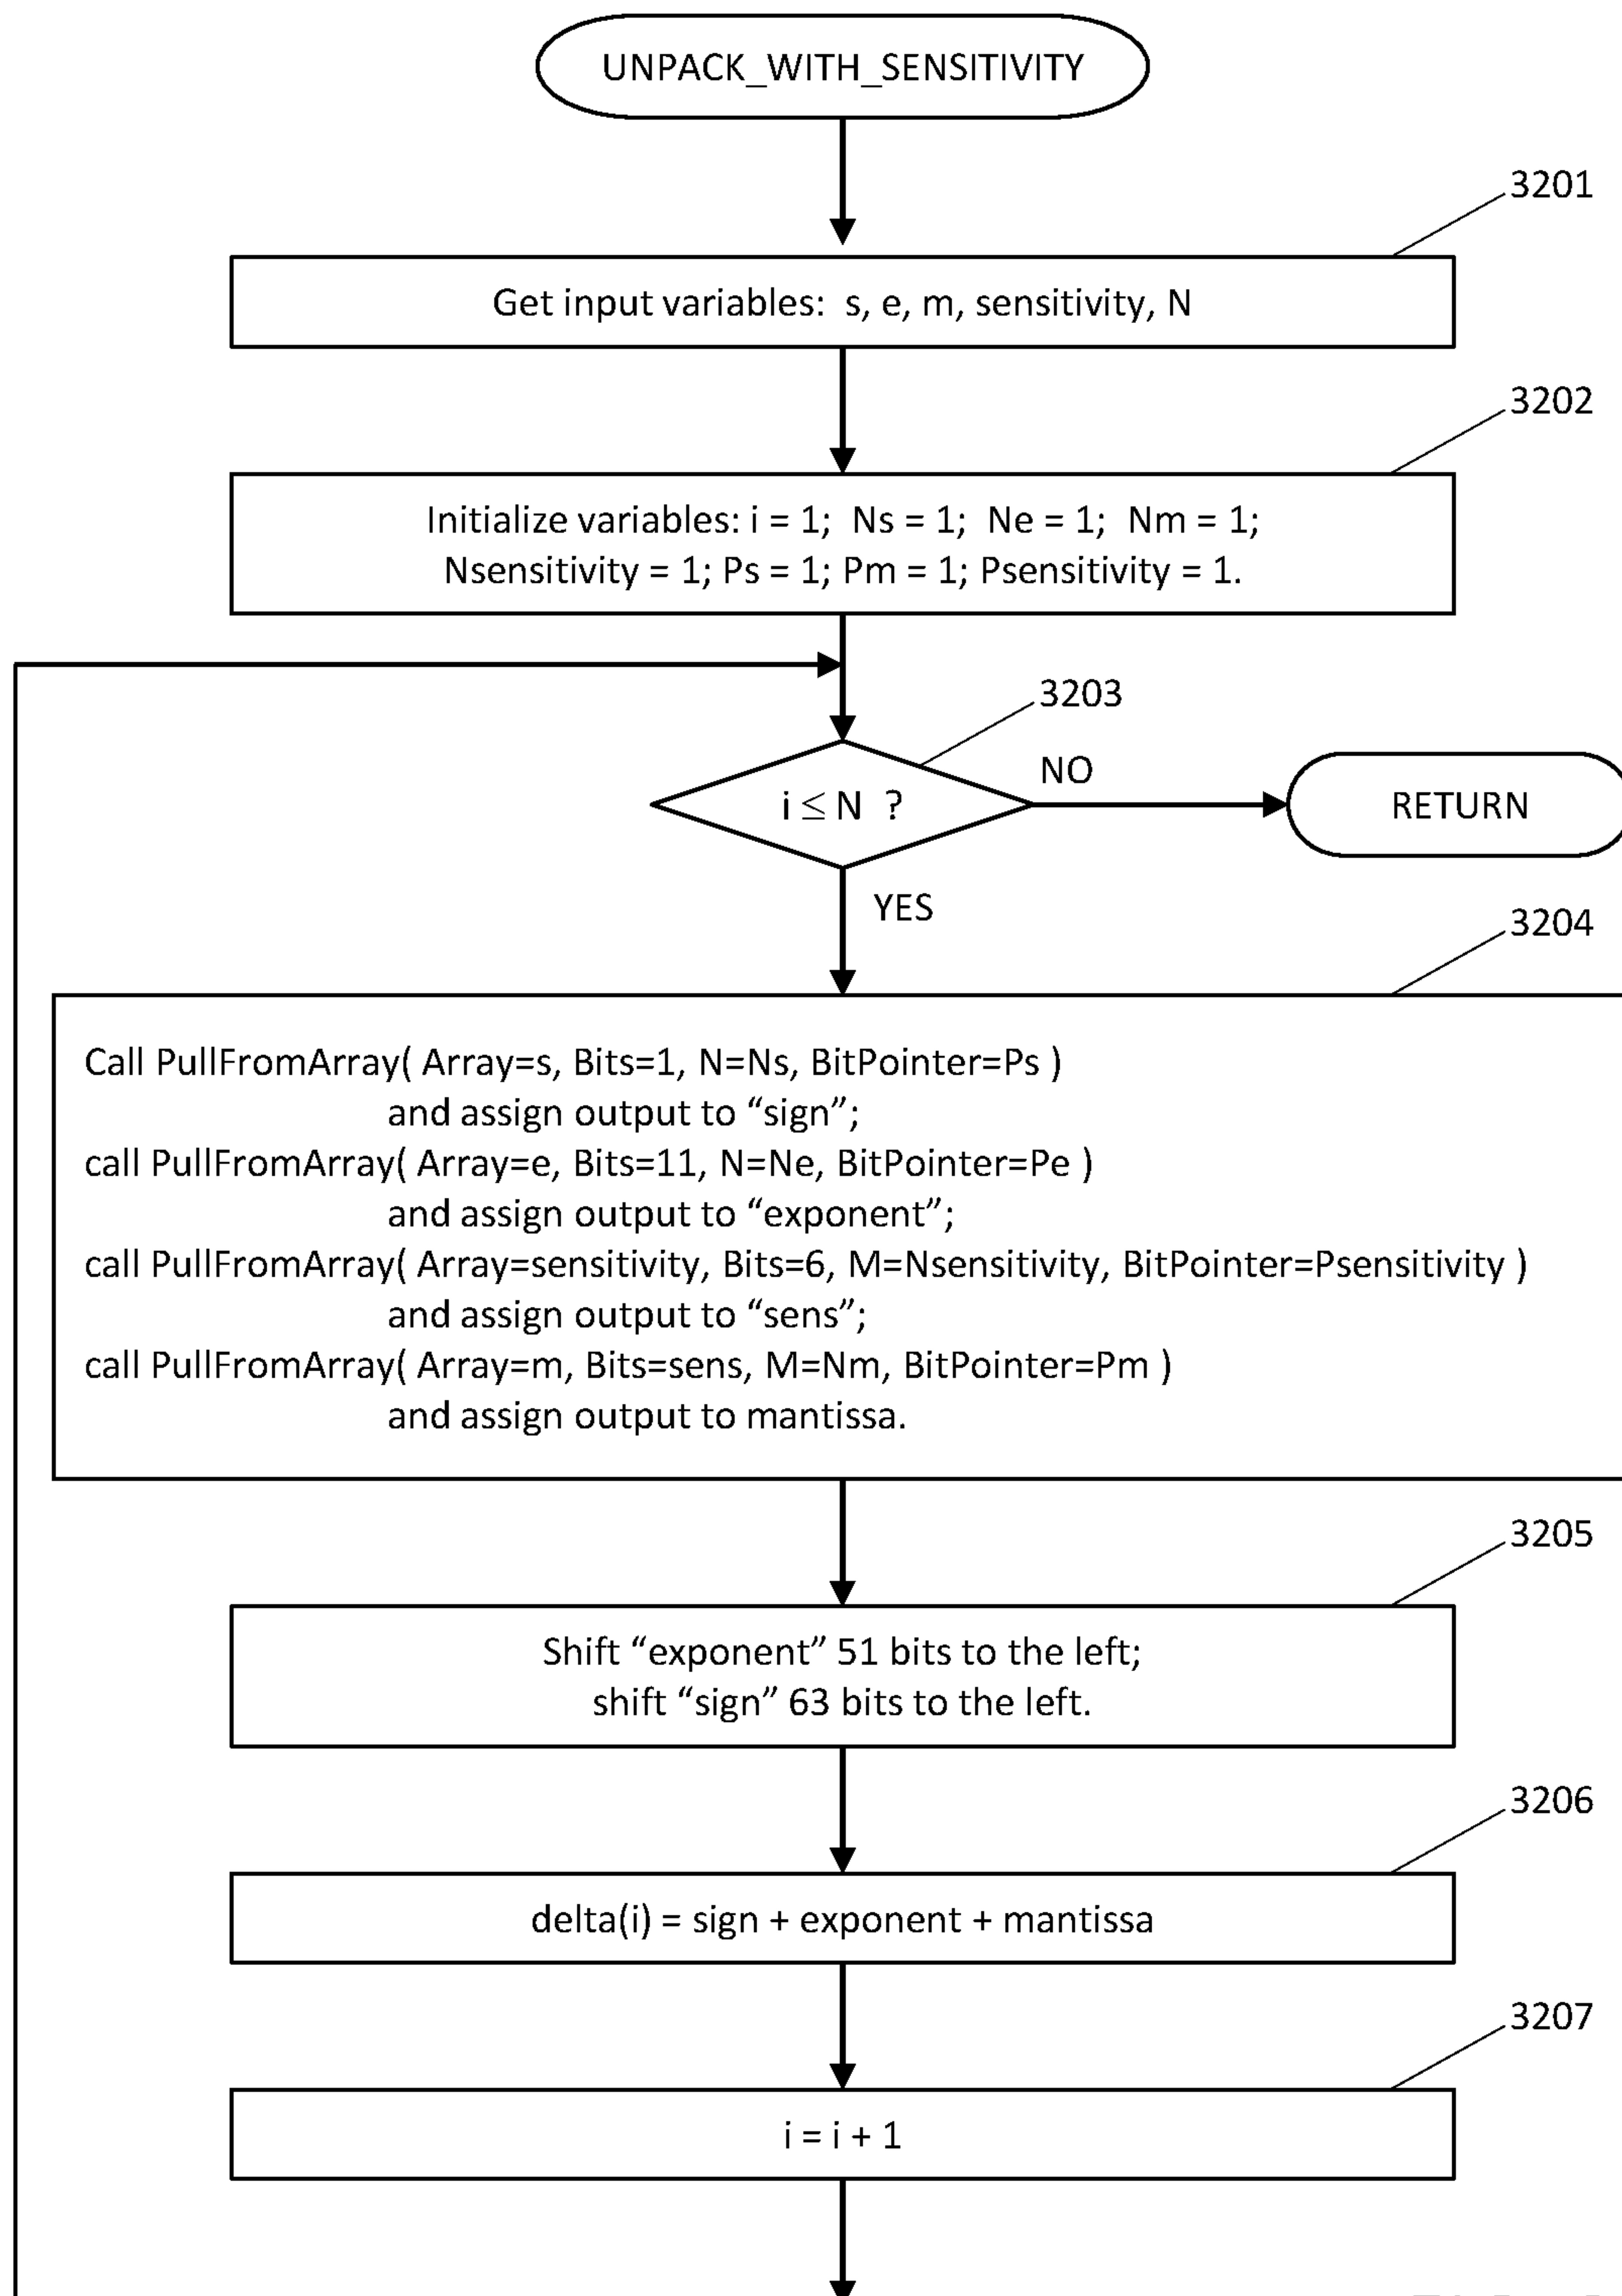 UNPACK_WITH_SENSITIVITY
3201
Get input variables: s, e, m, sensitivity, N
3202
Initialize variables: i = 1; Ns = 1; Ne = 1; Nm = 1;
Nsensitivity = 1; Ps = 1; Pm = 1; Psensitivity = 1.
3203
i ≤ N ?
NO
RETURN
YES
3204
Call PullFromArray( Array=s, Bits=1, N=Ns, BitPointer=Ps )
and assign output to “sign”;
call PullFromArray( Array=e, Bits=11, N=Ne, BitPointer=Pe )
and assign output to “exponent”;
call PullFromArray( Array=sensitivity, Bits=6, M=Nsensitivity, BitPointer=Psensitivity )
and assign output to “sens”;
call PullFromArray( Array=m, Bits=sens, M=Nm, BitPointer=Pm )
and assign output to mantissa.
3205
Shift “exponent” 51 bits to the left;
shift “sign” 63 bits to the left.
3206
delta(i) = sign + exponent + mantissa
3207
i = i + 1